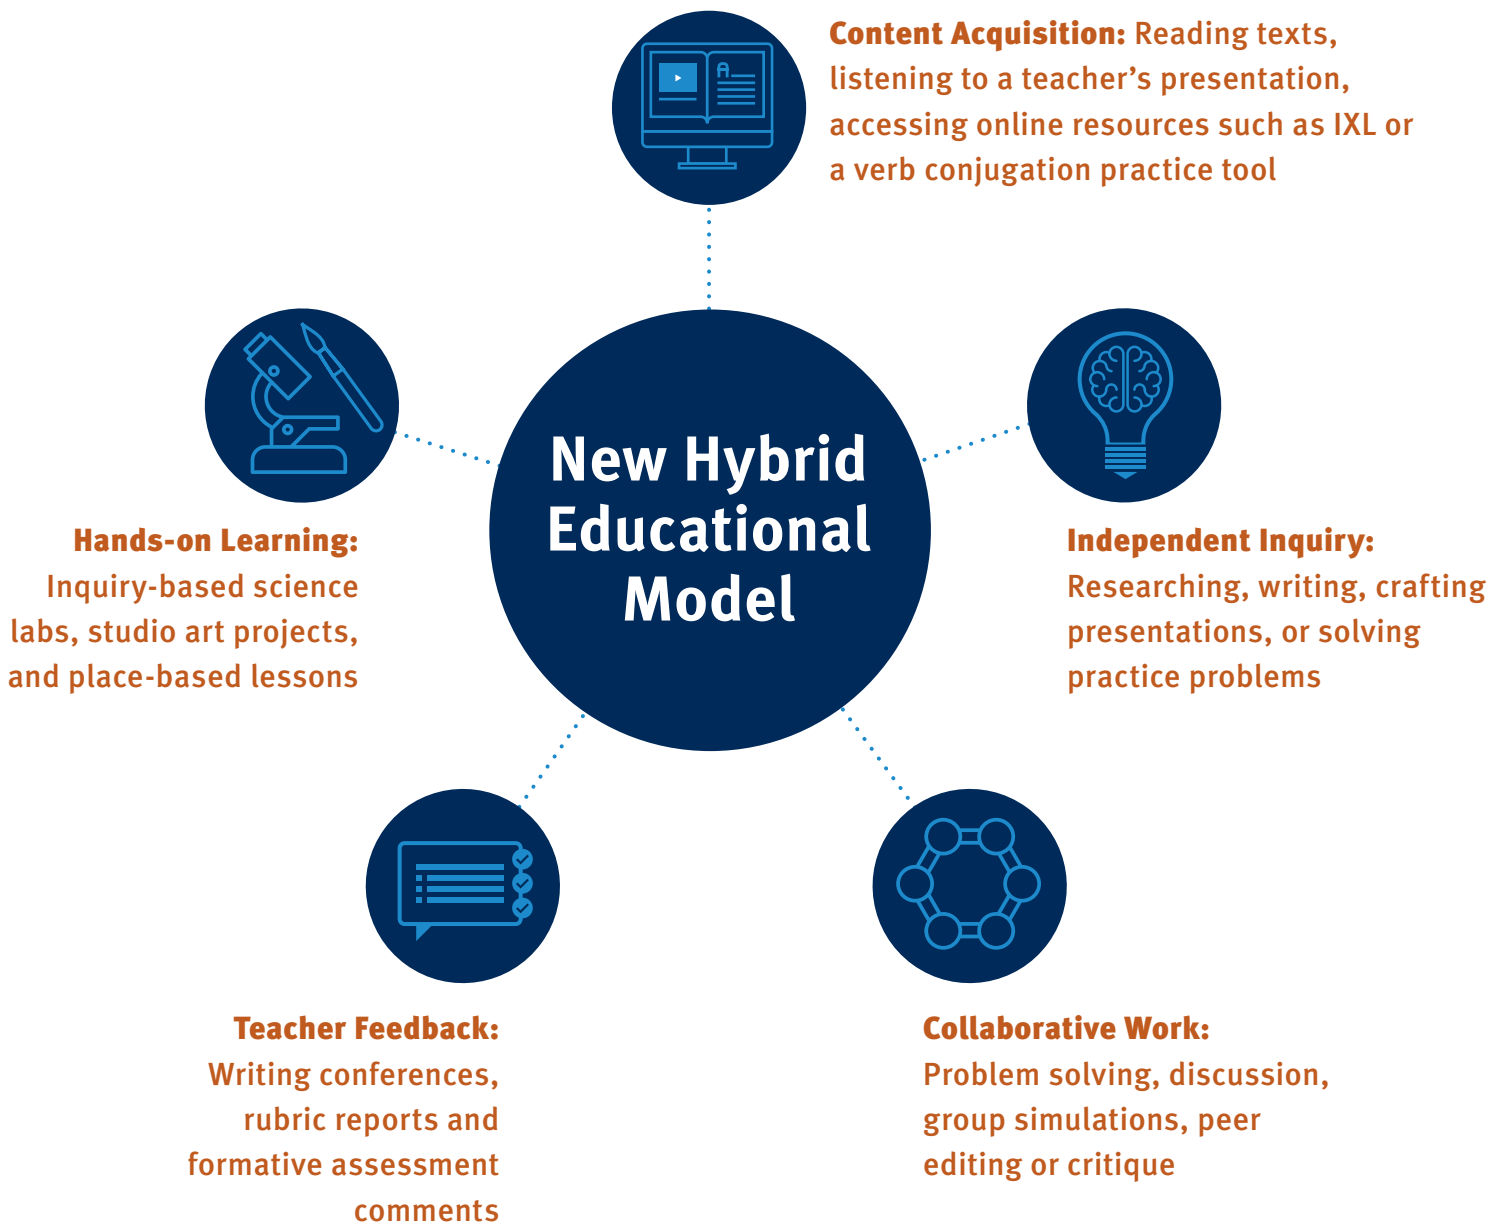 Content Acquisition: Reading texts,
listening to a teacher’s presentation,
accessing online resources such as IXL or
a verb conjugation practice tool
A
New Hybrid
Educational
Model
Hands-on Learning:
Inquiry-based science
labs, studio art projects,
and place-based lessons
Independent Inquiry:
Researching, writing, crafting
presentations, or solving
practice problems
Teacher Feedback:
Writing conferences,
rubric reports and
formative assessment
comments
Collaborative Work:
Problem solving, discussion,
group simulations, peer
editing or critique